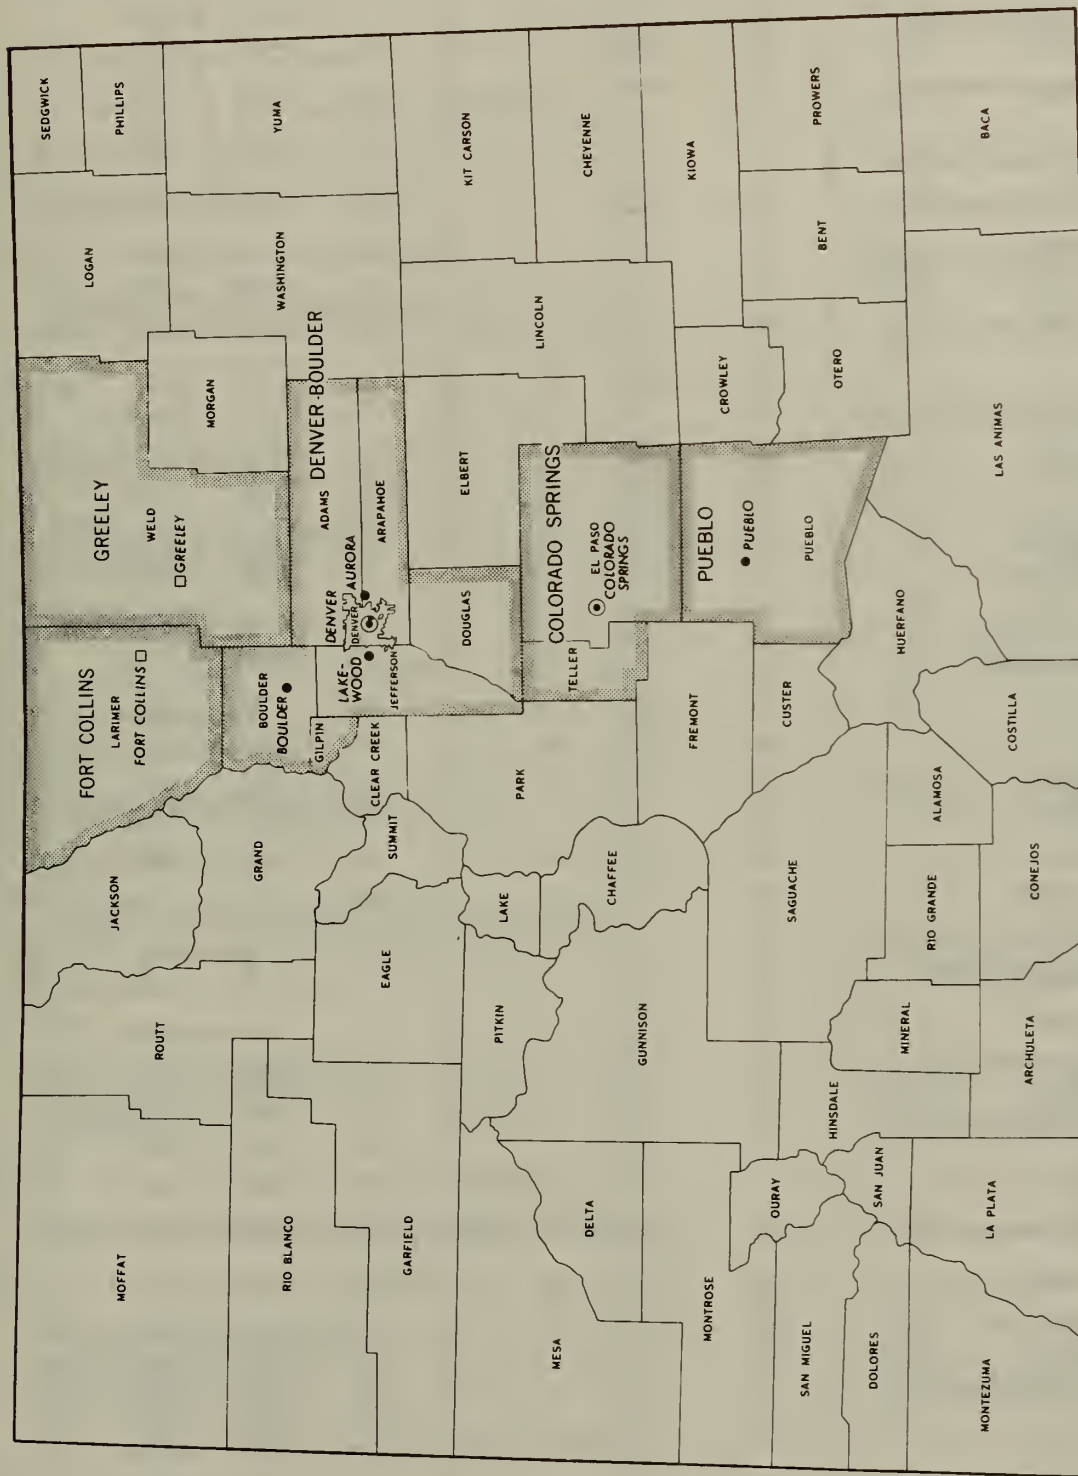 MOFFAT
ROUTT
JACKSON
FORT COLLINS
LARIMER
FORT COLLINS
GREELEY
WELD
GREELEY
LOGAN
SEDGWICK
PHILLIPS
RIO BLANCO
GRAND
BOULDER
BOULDER
GILPIN
MORGAN
WASHINGTON
YUMA
GARFIELD
EAGLE
SUMMIT
CLEAR CREEK
LAKE-
WOOD
JEFFERSON
DENVER
DENVER
AURORA
ADAMS
DENVER-BOULDER
ARAPAHOE
MESA
PITKIN
LAKE
PARK
DOUGLAS
ELBERT
LINCOLN
KIT CARSON
DELTA
GUNNISON
CHAFFEE
TELLER
COLORADO SPRINGS
EL PASO
COLORADO
SPRINGS
CHEYENNE
MONTROSE
OURAY
FREMONT
PUEBLO
PUEBLO
PUEBLO
CROWLEY
KIOWA
SAN MIGUEL
HINSDALE
SAGUACHE
CUSTER
OTERO
BENT
PROWERS
DOLORES
SAN JUAN
MINERAL
RIO GRANDE
ALAMOSA
HUERFANO
MONTEZUMA
LA PLATA
ARCHULETA
CONEJOS
COSTILLA
LAS ANIMAS
BACA